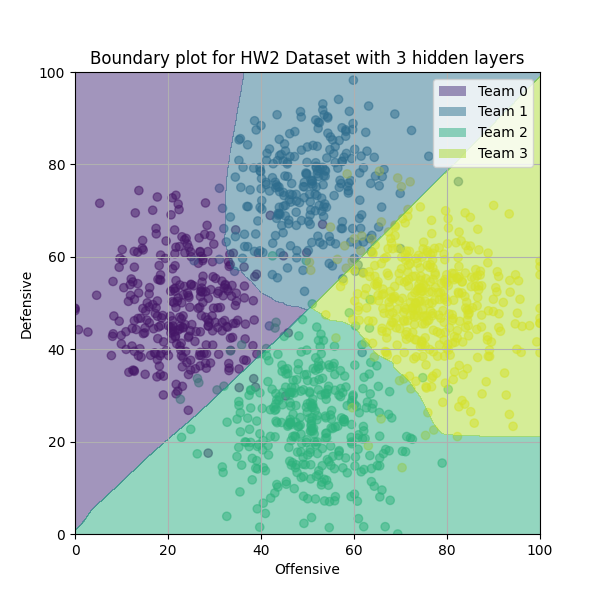 Boundary plot for HW2 Dataset with 3 hidden layers
100
80
60
40
20
0
Defensive
Team 0
Team 1
Team 2
Team 3
0 20 40 60 80 100
Offensive